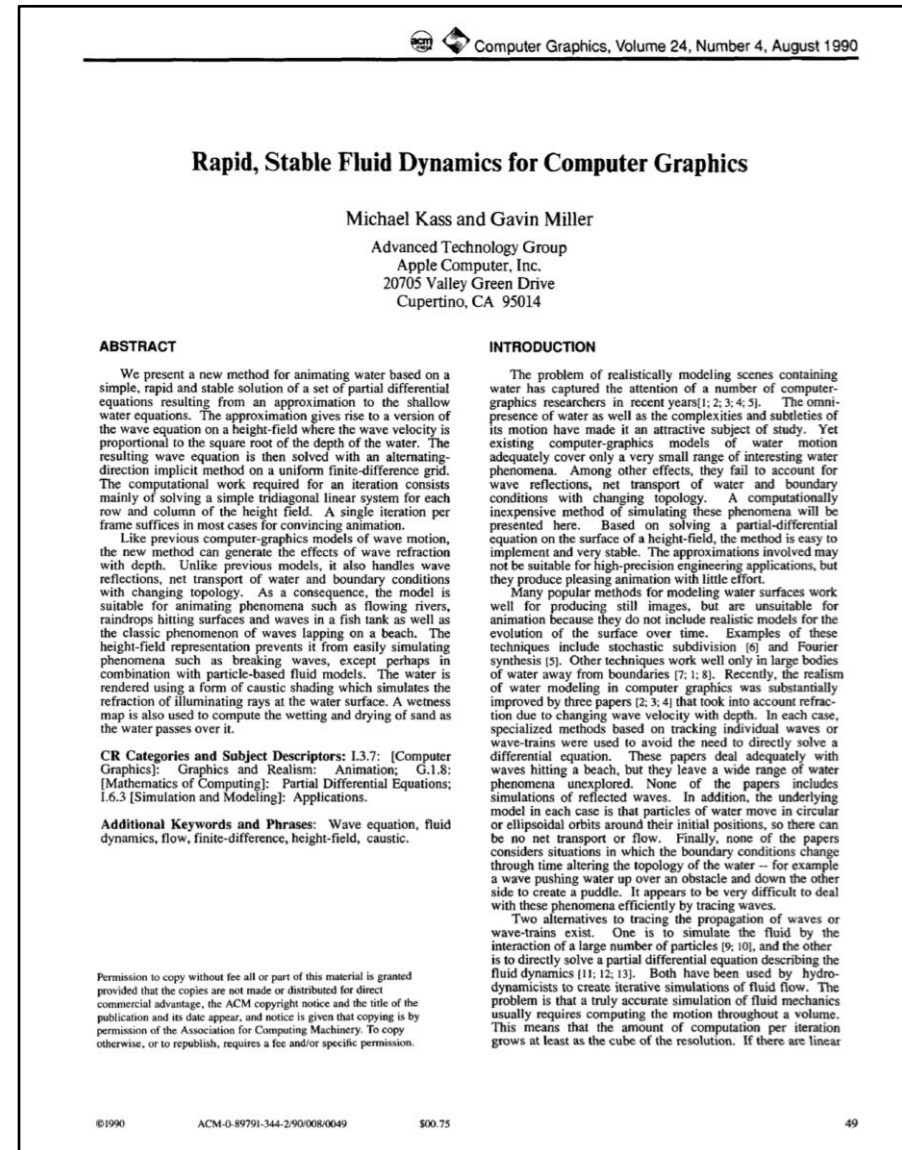 acm Computer Graphics, Volume 24, Number 4, August 1990
Rapid, Stable Fluid Dynamics for Computer Graphics
Michael Kass and Gavin Miller
Advanced Technology Group
Apple Computer, Inc.
20705 Valley Green Drive
Cupertino, CA 95014
ABSTRACT
We present a new method for animating water based on a
simple, rapid and stable solution of a set of partial differential
equations resulting from an approximation to the shallow
water equations. The approximation gives rise to a version of
the wave equation on a height-field where the wave velocity is
proportional to the square root of the depth of the water. The
resulting wave equation is then solved with an alternating-
direction implicit method on a uniform finite-difference grid.
The computational work required for an iteration consists
mainly of solving a simple tridiagonal linear system for each
row and column of the height field. A single iteration per
frame suffices in most cases for convincing animation.
Like previous computer-graphics models of wave motion,
the new method can generate the effects of wave refraction
with depth. Unlike previous models, it also handles wave
reflections, net transport of water and boundary conditions
with changing topology. As a consequence, the model is
suitable for animating phenomena such as flowing rivers,
raindrops hitting surfaces and waves in a fish tank as well as
the classic phenomenon of waves lapping on a beach. The
height-field representation prevents it from easily simulating
phenomena such as breaking waves, except perhaps in
combination with particle-based fluid models. The water is
rendered using a form of caustic shading which simulates the
refraction of illuminating rays at the water surface. A wetness
map is also used to compute the wetting and drying of sand as
the water passes over it.
CR Categories and Subject Descriptors: I.3.7: [Computer
Graphics]: Graphics and Realism: Animation; G.1.8:
[Mathematics of Computing]: Partial Differential Equations;
I.6.3 [Simulation and Modeling]: Applications.
Additional Keywords and Phrases: Wave equation, fluid
dynamics, flow, finite-difference, height-field, caustic.
Permission to copy without fee all or part of this material is granted
provided that the copies are not made or distributed for direct
commercial advantage, the ACM copyright notice and the title of the
publication and its date appear, and notice is given that copying is by
permission of the Association for Computing Machinery. To copy
otherwise, or to republish, requires a fee and/or specific permission.
INTRODUCTION
The problem of realistically modeling scenes containing
water has captured the attention of a number of computer-
graphics researchers in recent years[1; 2; 3; 4; 5]. The omni-
presence of water as well as the complexities and subtleties of
its motion have made it an attractive subject of study. Yet
existing computer-graphics models of water motion
adequately cover only a very small range of interesting water
phenomena. Among other effects, they fail to account for
wave reflections, net transport of water and boundary
conditions with changing topology. A computationally
inexpensive method of simulating these phenomena will be
presented here. Based on solving a partial-differential
equation on the surface of a height-field, the method is easy to
implement and very stable. The approximations involved may
not be suitable for high-precision engineering applications, but
they produce pleasing animation with little effort.
Many popular methods for modeling water surfaces work
well for producing still images, but are unsuitable for
animation because they do not include realistic models for the
evolution of the surface over time. Examples of these
techniques include stochastic subdivision [6] and Fourier
synthesis [5]. Other techniques work well only in large bodies
of water away from boundaries [7; 1; 8]. Recently, the realism
of water modeling in computer graphics was substantially
improved by three papers [2; 3; 4] that took into account refrac-
tion due to changing wave velocity with depth. In each case,
specialized methods based on tracking individual waves or
wave-trains were used to avoid the need to directly solve a
differential equation. These papers deal adequately with
waves hitting a beach, but they leave a wide range of water
phenomena unexplored. None of the papers includes
simulations of reflected waves. In addition, the underlying
model in each case is that particles of water move in circular
or ellipsoidal orbits around their initial positions, so there can
be no net transport or flow. Finally, none of the papers
considers situations in which the boundary conditions change
through time altering the topology of the water -- for example
a wave pushing water up over an obstacle and down the other
side to create a puddle. It appears to be very difficult to deal
with these phenomena efficiently by tracing waves.
Two alternatives to tracing the propagation of waves or
wave-trains exist. One is to simulate the fluid by the
interaction of a large number of particles [9; 10], and the other
is to directly solve a partial differential equation describing the
fluid dynamics [11; 12; 13]. Both have been used by hydro-
dynamicists to create iterative simulations of fluid flow. The
problem is that a truly accurate simulation of fluid mechanics
usually requires computing the motion throughout a volume.
This means that the amount of computation per iteration
grows at least as the cube of the resolution. If there are linear
©1990 ACM-0-89791-344-2/90/008/0049 $00.75 49